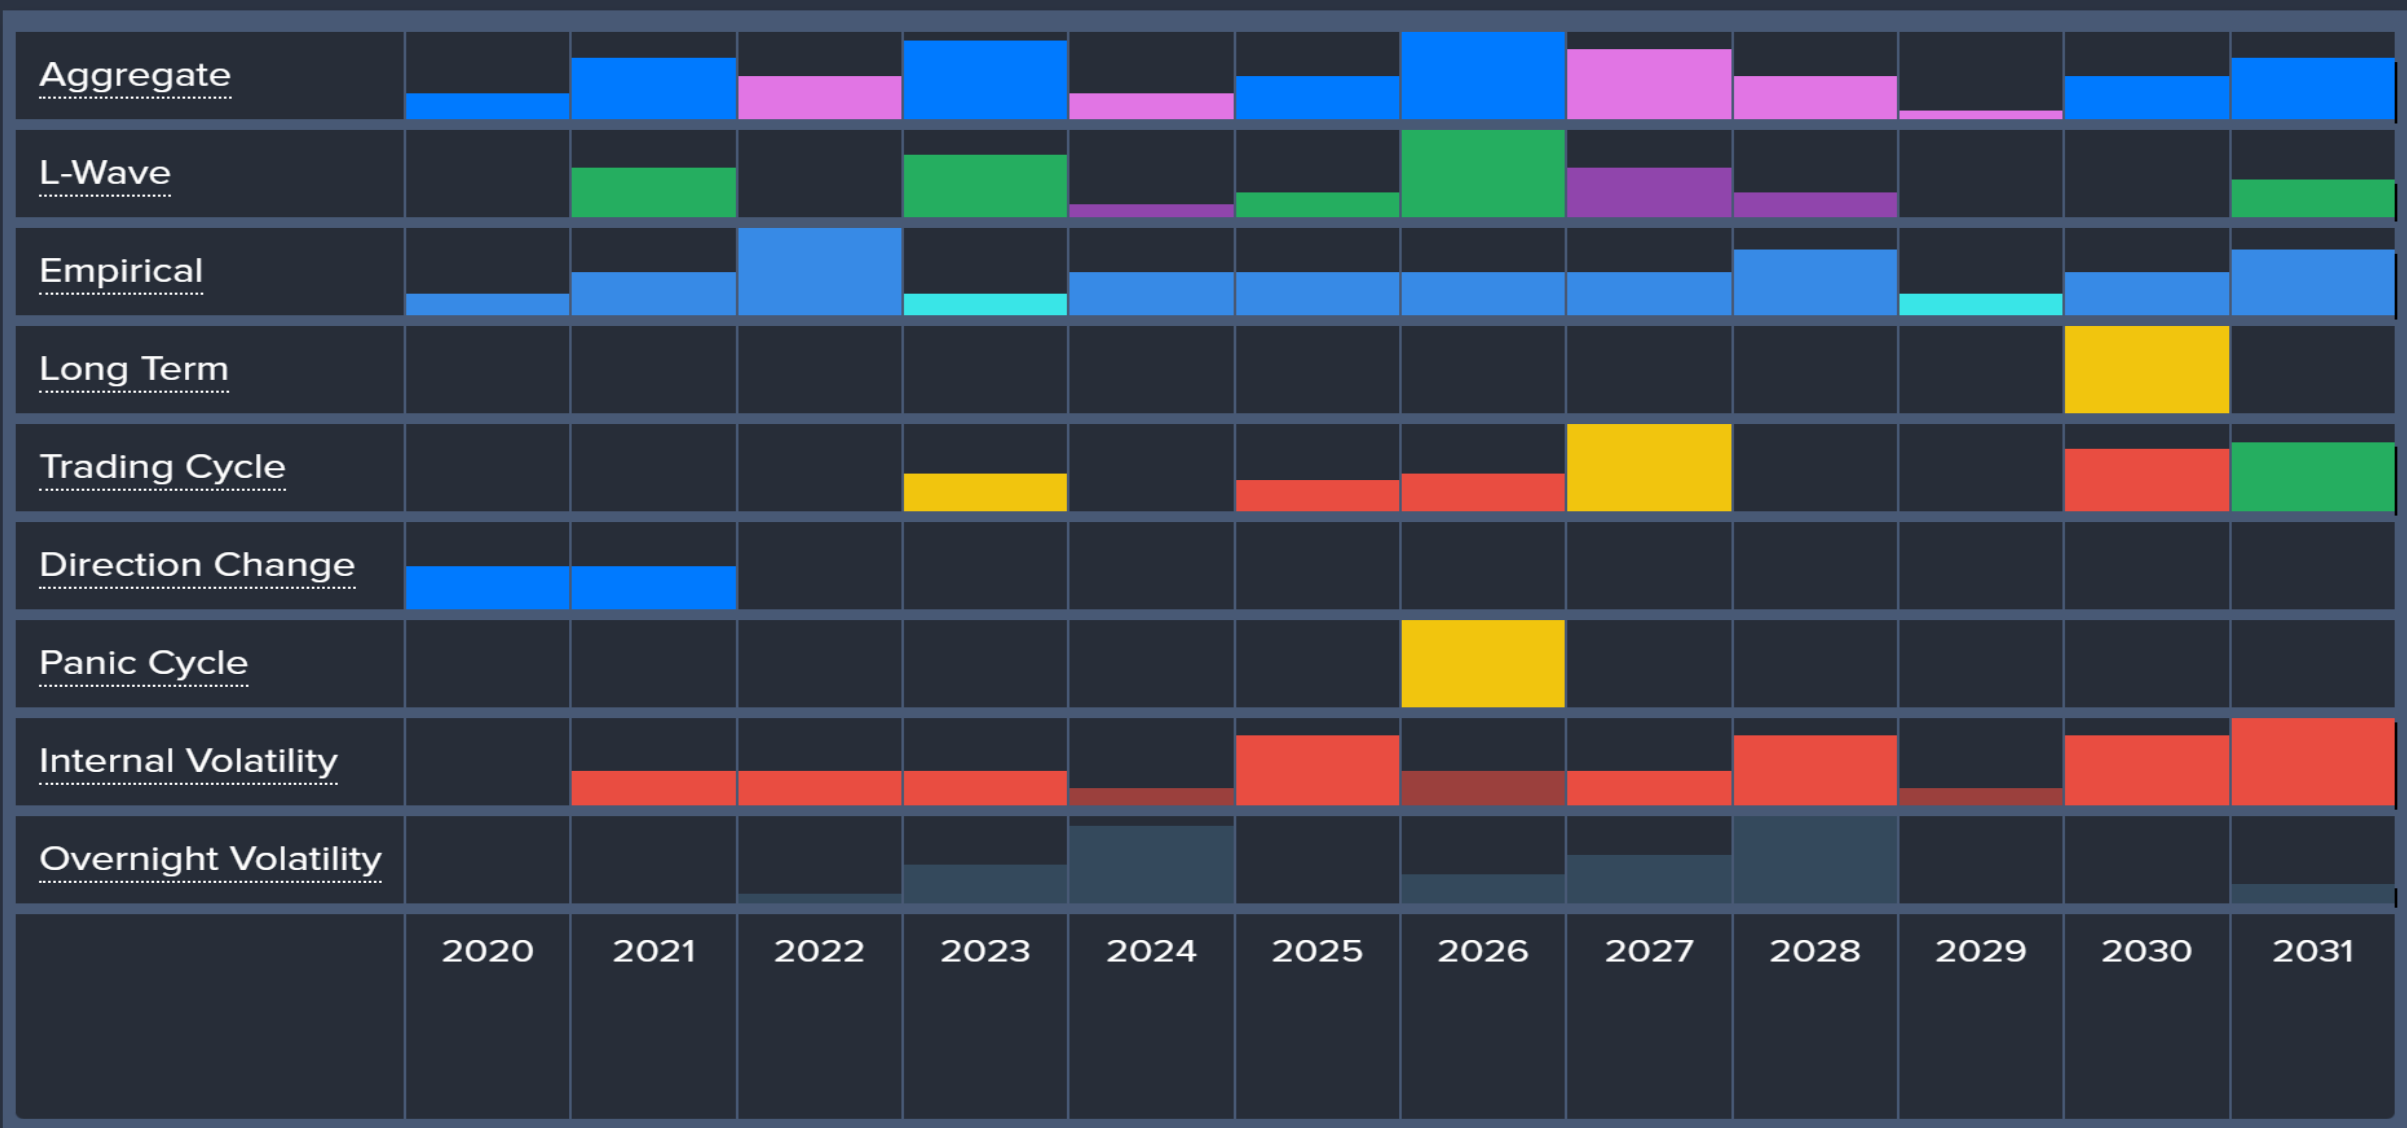 Aggregate
L-Wave
Empirical
Long Term
Trading Cycle
Direction Change
Panic Cycle
Internal Volatility
Overnight Volatility
2020 2021 2022 2023 2024 2025 2026 2027 2028 2029 2030 2031